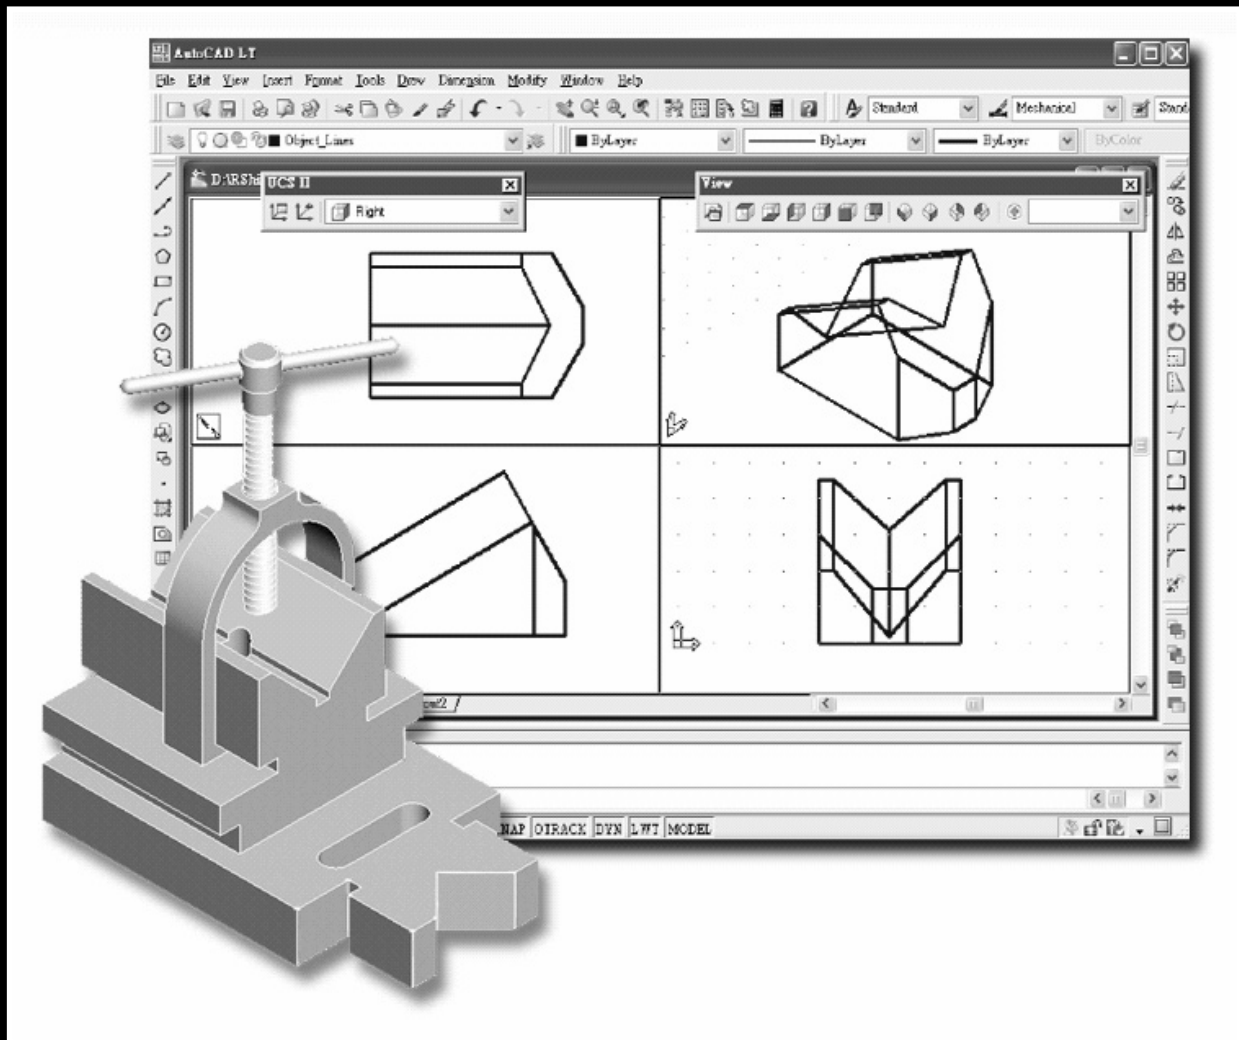 AutoCAD LT
File Edit View Insert Format Tools Draw Dimension Modify Window Help
Standard Mechanical
Object_Lines ByLayer ByLayer ByLayer ByColor
UCS II View
Right
OTRACK DYN LWT MODEL